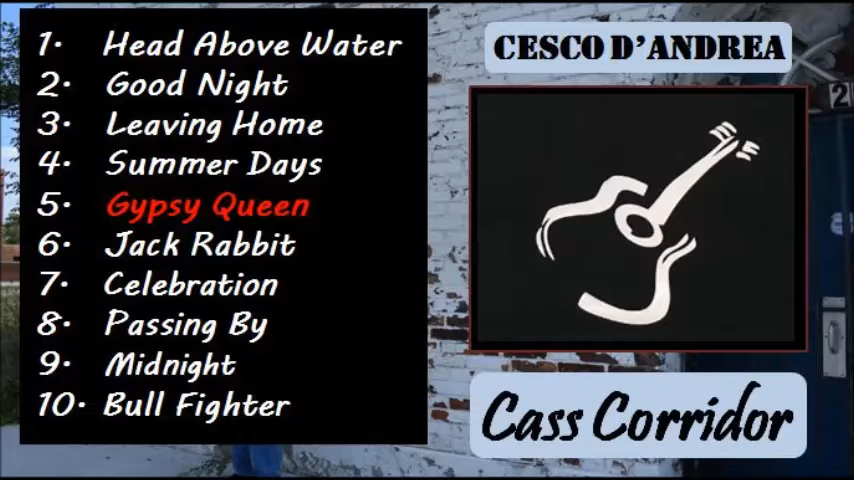 1. Head Above Water
2. Good Night
3. Leaving Home
4. Summer Days
5. Gypsy Queen
6. Jack Rabbit
7. Celebration
8. Passing By
9. Midnight
10. Bull Fighter
CESCO D'ANDREA
2
Cass Corridor